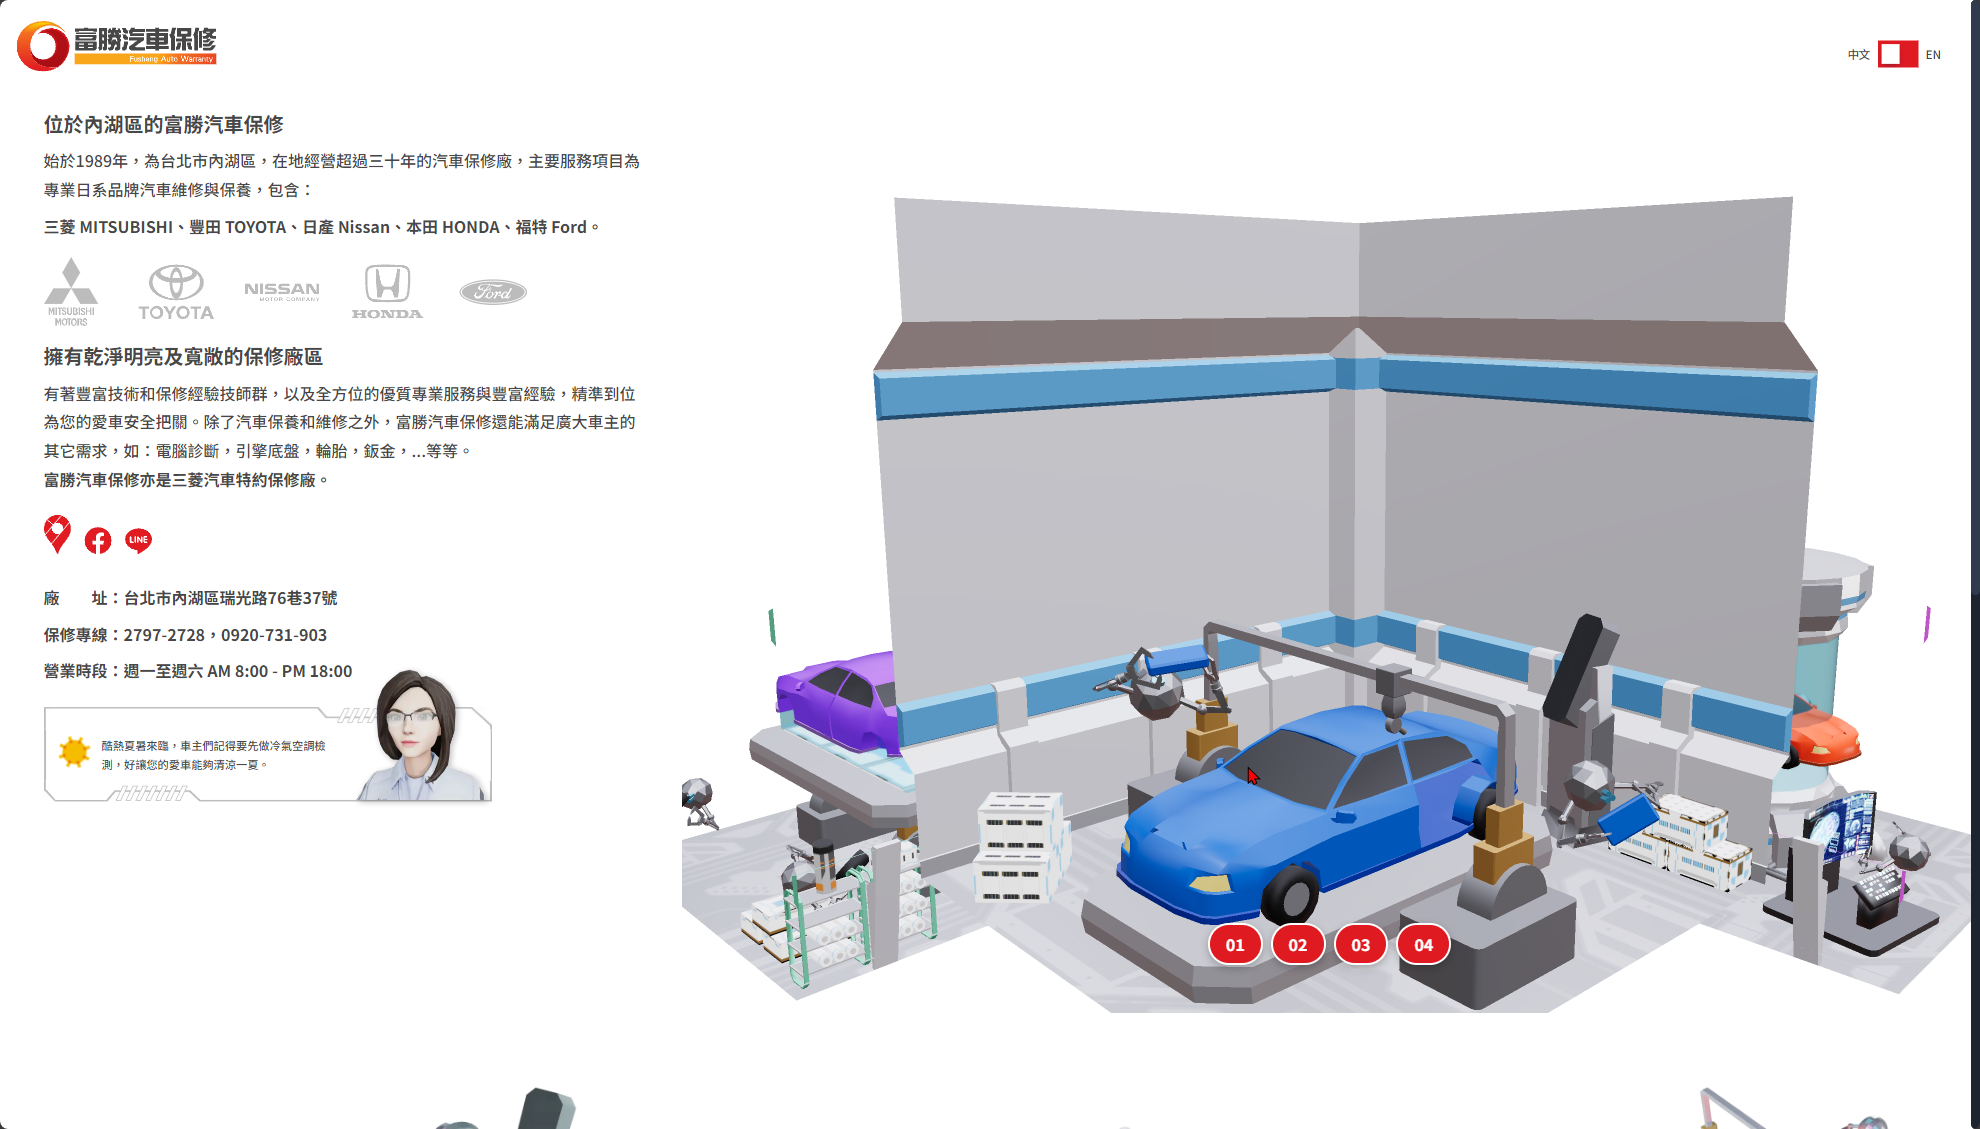 富勝汽車保修
Fusheng Auto Warranty
中文 EN
位於內湖區的富勝汽車保修
始於1989年，為台北市內湖區，在地經營超過三十年的汽車保修廠，主要服務項目為
專業日系品牌汽車維修與保養，包含：
三菱 MITSUBISHI、豐田 TOYOTA、日產 Nissan、本田 HONDA、福特 Ford。
MITSUBISHI
MOTORS
TOYOTA
NISSAN
MOTOR COMPANY
HONDA
Ford
擁有乾淨明亮及寬敞的保修廠區
有著豐富技術和保修經驗技師群，以及全方位的優質專業服務與豐富經驗，精準到位
為您的愛車安全把關。除了汽車保養和維修之外，富勝汽車保修還能滿足廣大車主的
其它需求，如：電腦診斷，引擎底盤，輪胎，鈑金，...等等。
富勝汽車保修亦是三菱汽車特約保修廠。
LINE
廠　　址：台北市內湖區瑞光路76巷37號
保修專線：2797-2728，0920-731-903
營業時段：週一至週六 AM 8:00 - PM 18:00
酷熱夏暑來臨，車主們記得要先做冷氣空調檢
測，好讓您的愛車能夠清涼一夏。
01 02 03 04